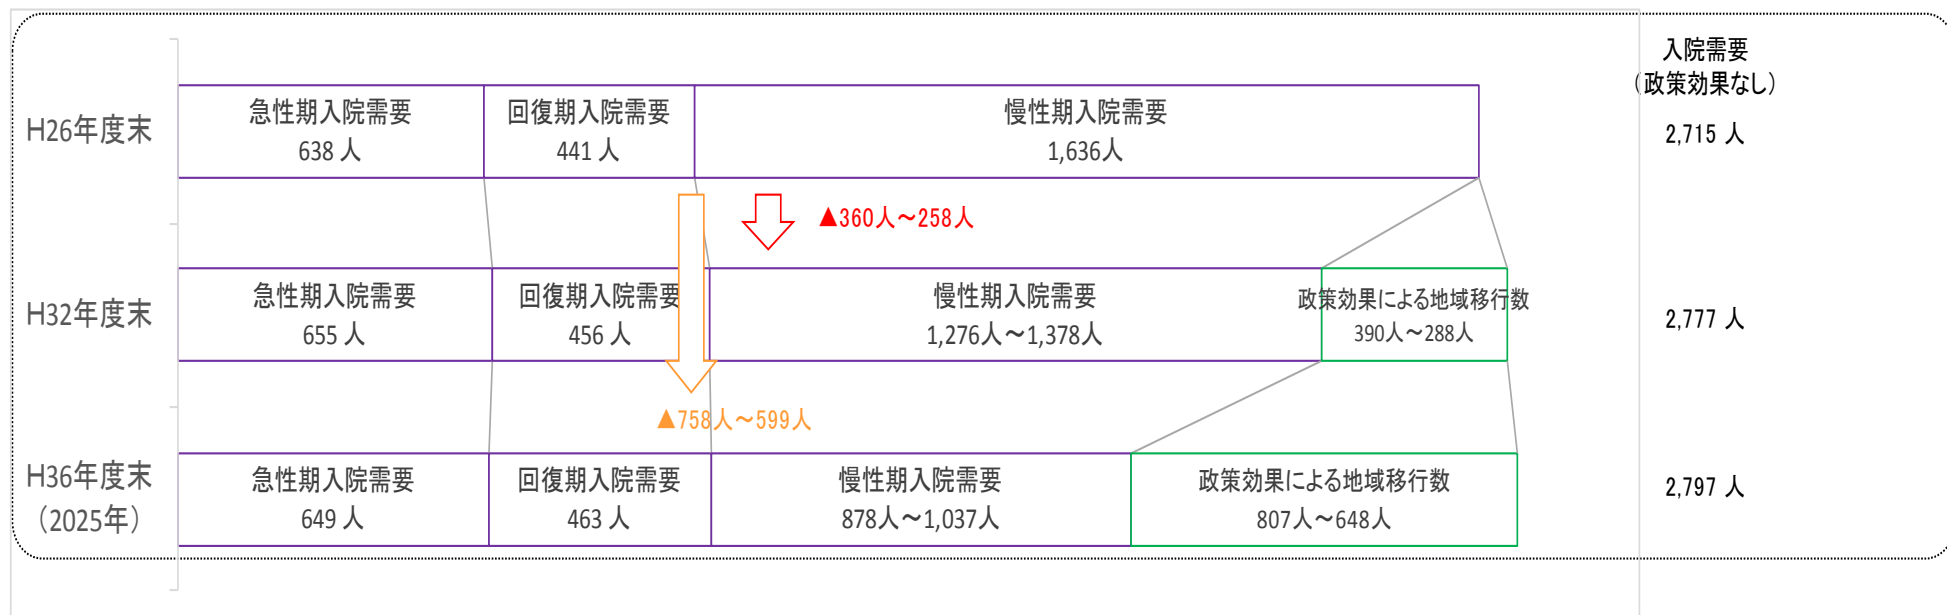 入院需要
（政策効果なし）
H26年度末
急性期入院需要
638 人
回復期入院需要
441 人
慢性期入院需要
1,636人
2,715 人
▲360人～258人
H32年度末
急性期入院需要
655 人
回復期入院需要
456 人
慢性期入院需要
1,276人～1,378人
政策効果による地域移行数
390人～288人
2,777 人
▲758人～599人
H36年度末
（2025年）
急性期入院需要
649 人
回復期入院需要
463 人
慢性期入院需要
878人～1,037人
政策効果による地域移行数
807人～648人
2,797 人